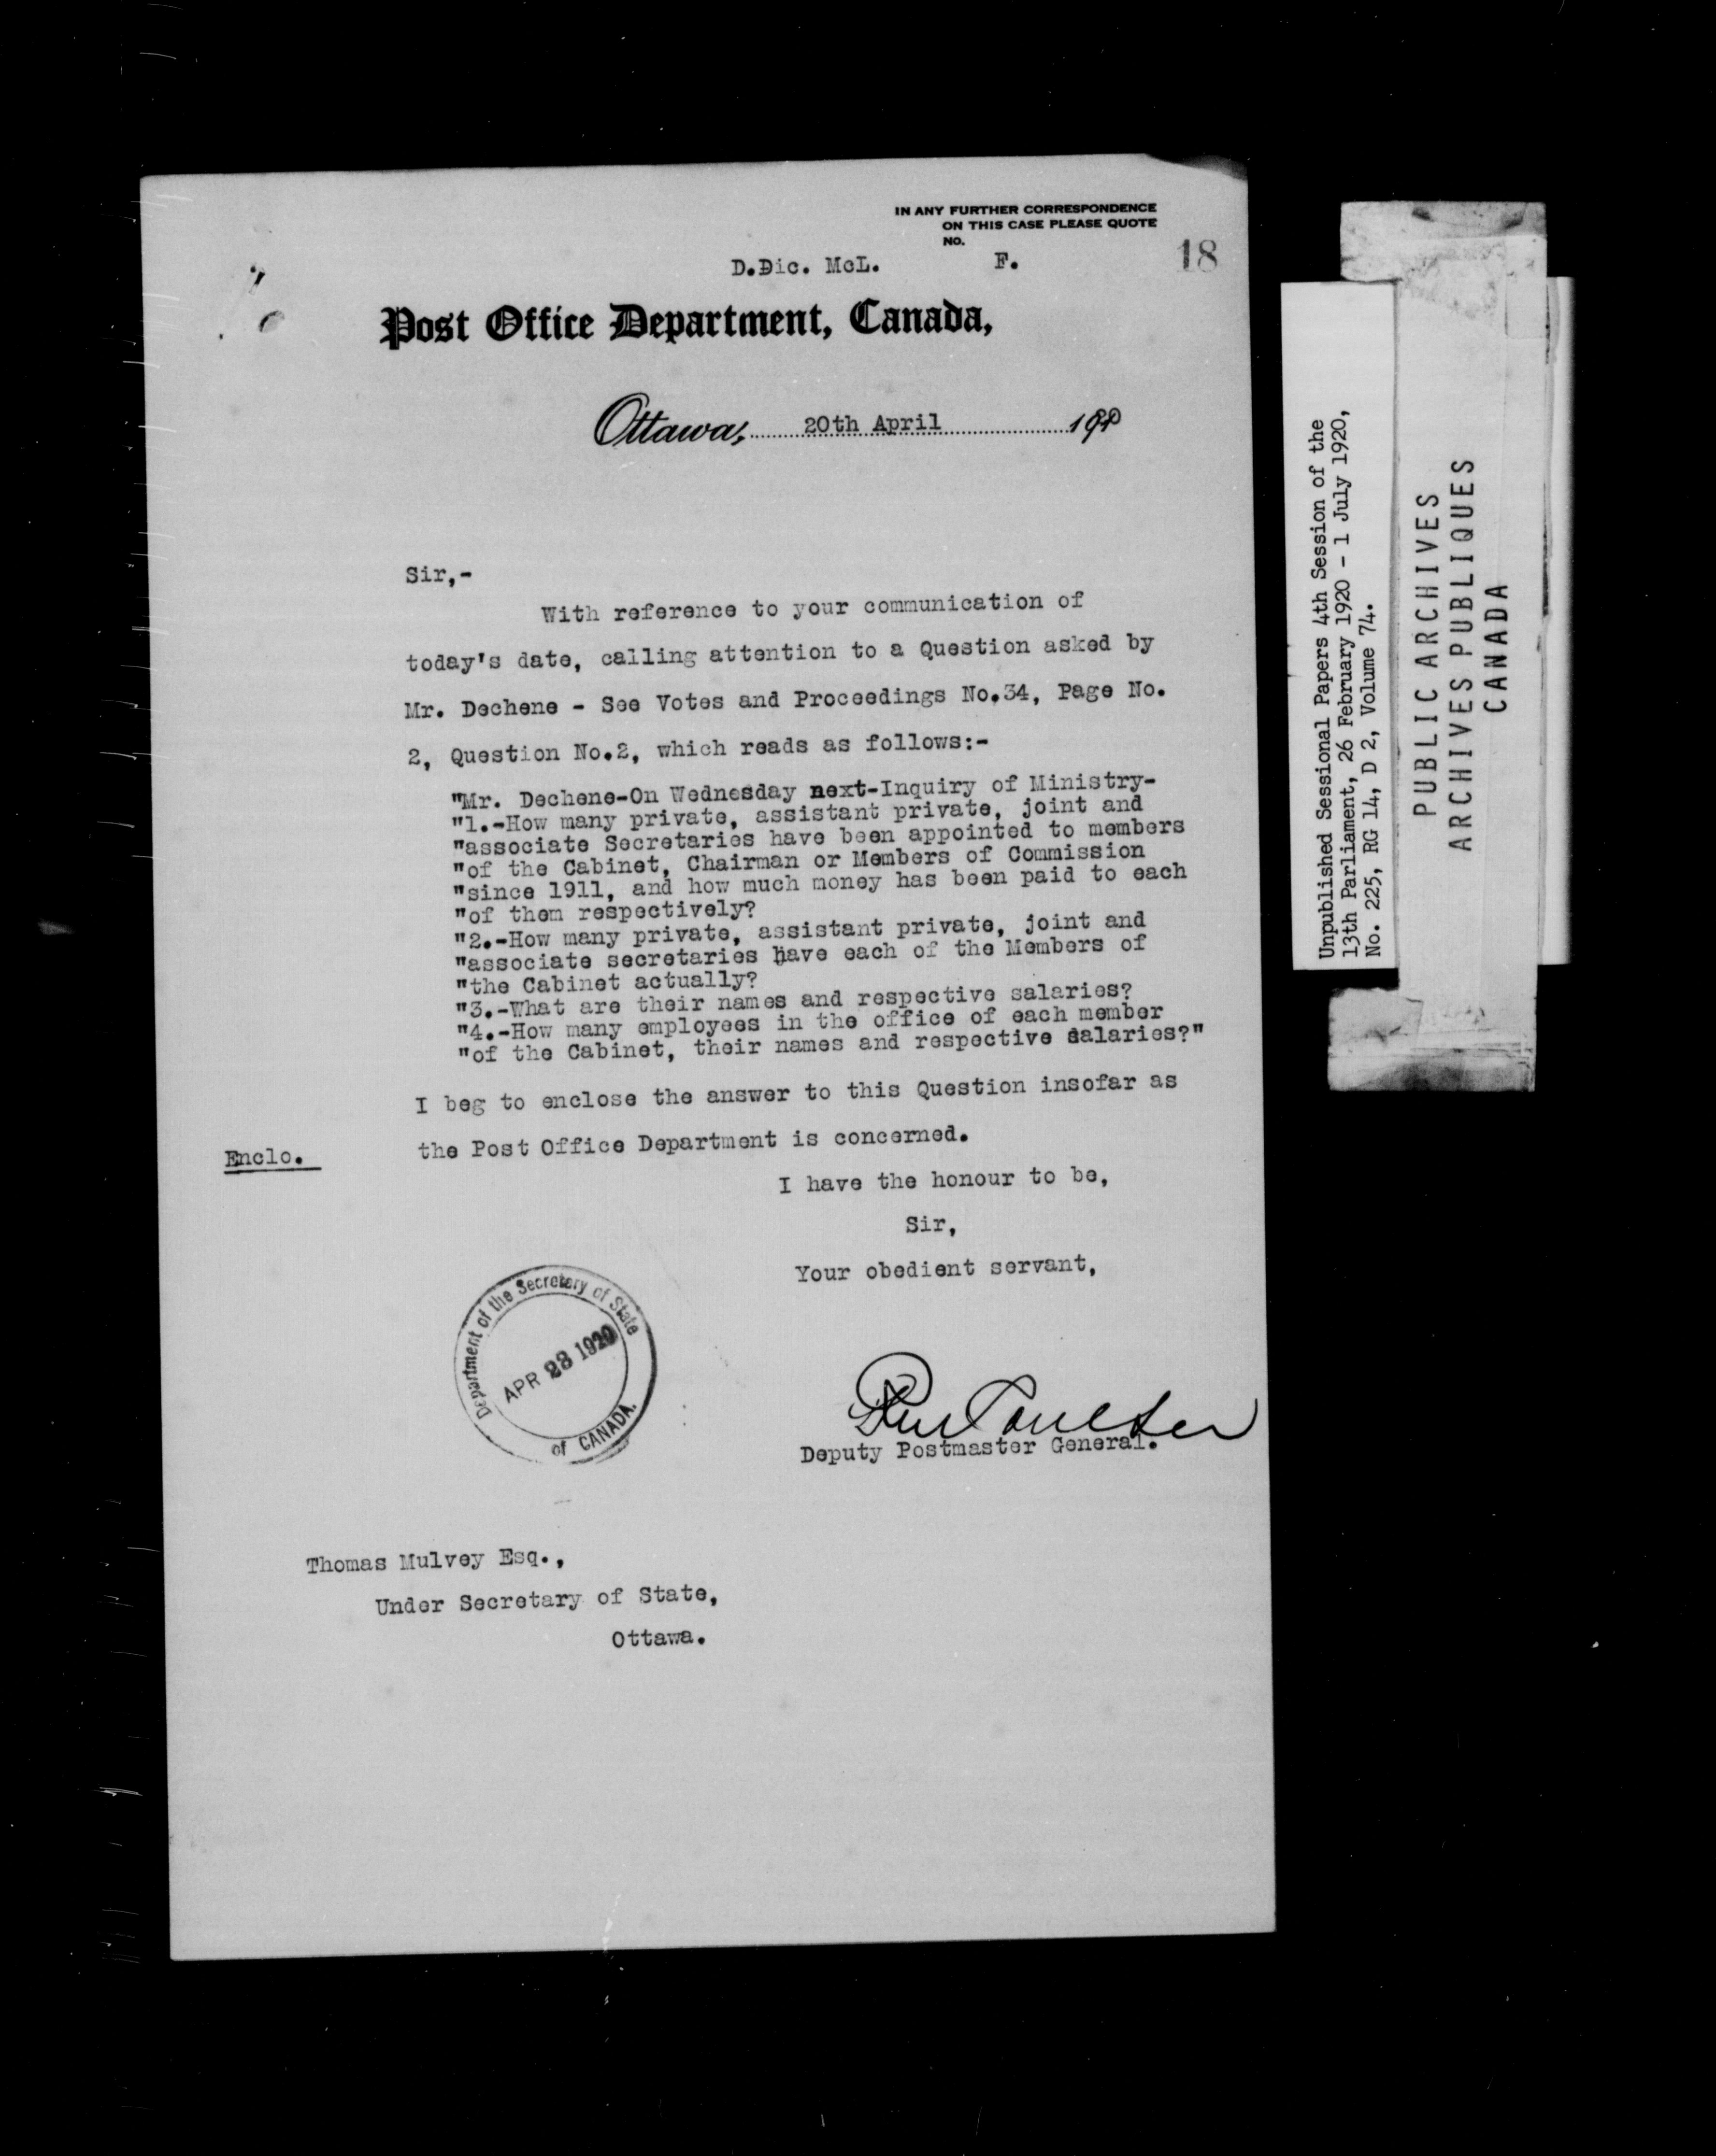 IN ANY FURTHER CORRESPONDENCE
ON THIS CASE PLEASE QUOTE
NO.
D.Dic. McL. F. 18
Post Office Department, Canada,
Ottawa, 20th April 19
Sir,-
With reference to your communication of
today's date, calling attention to a Question asked by
Mr. Dechene - See Votes and Proceedings No.34, Page No.
2, Question No.2, which reads as follows:-
"Mr. Dechene-On Wednesday next-Inquiry of Ministry-
"1.-How many private, assistant private, joint and
"associate Secretaries have been appointed to members
"of the Cabinet, Chairman or Members of Commission
"since 1911, and how much money has been paid to each
"of them respectively?
"2.-How many private, assistant private, joint and
"associate secretaries have each of the Members of
"the Cabinet actually?
"3.-What are their names and respective salaries?
"4.-How many employees in the office of each member
"of the Cabinet, their names and respective salaries?"
I beg to enclose the answer to this Question insofar as
the Post Office Department is concerned.
Enclo.
I have the honour to be,
Sir,
Your obedient servant,
Department of the Secretary of State
APR 28 1920
of CANADA.
Coulter
Deputy Postmaster General.
Thomas Mulvey Esq.,
Under Secretary of State,
Ottawa.
Unpublished Sessional Papers 4th Session of the
13th Parliament, 26 February 1920 - 1 July 1920,
No. 225, RG 14, D 2, Volume 74.
PUBLIC ARCHIVES
ARCHIVES PUBLIQUES
CANADA